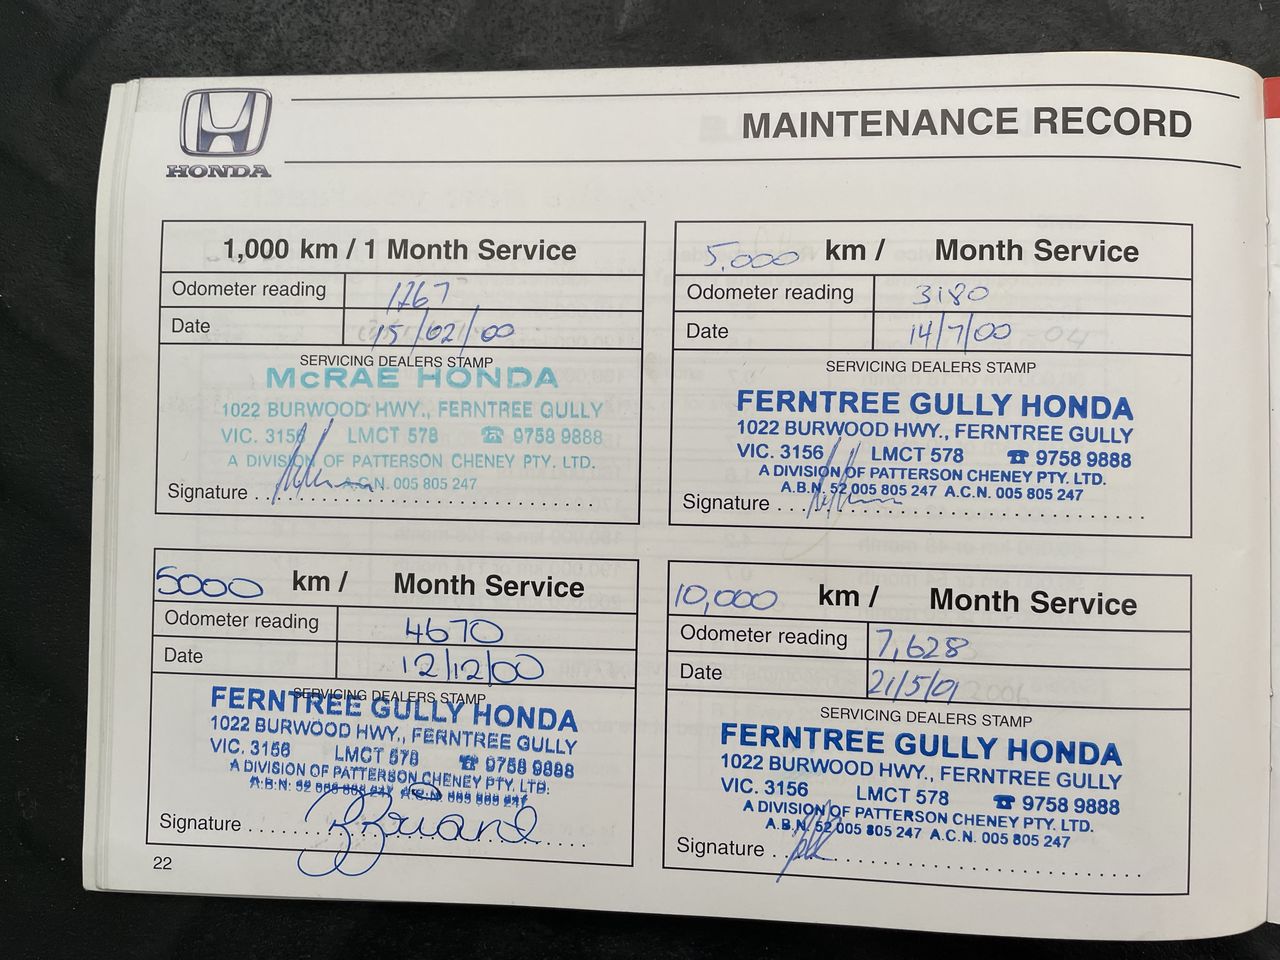 HONDA
MAINTENANCE RECORD
1,000 km / 1 Month Service
Odometer reading 1267
Date 15/02/00
SERVICING DEALERS STAMP
McRAE HONDA
1022 BURWOOD HWY., FERNTREE GULLY
VIC. 3156 LMCT 578 ☎ 9758 9888
A DIVISION OF PATTERSON CHENEY PTY. LTD.
A.C.N. 005 805 247
Signature
5,000 km / Month Service
Odometer reading 3180
Date 14/7/00
SERVICING DEALERS STAMP
FERNTREE GULLY HONDA
1022 BURWOOD HWY., FERNTREE GULLY
VIC. 3156 LMCT 578 ☎ 9758 9888
A DIVISION OF PATTERSON CHENEY PTY. LTD.
A.B.N. 52 005 805 247 A.C.N. 005 805 247
Signature
5000 km / Month Service
Odometer reading 4670
Date 12/12/00
SERVICING DEALERS STAMP
FERNTREE GULLY HONDA
1022 BURWOOD HWY., FERNTREE GULLY
VIC. 3156 LMCT 578 ☎ 9758 9888
A DIVISION OF PATTERSON CHENEY PTY. LTD.
A.B.N. 52 005 805 247 A.C.N. 005 805 247
Signature
10,000 km / Month Service
Odometer reading 7,628
Date 21/5/01
SERVICING DEALERS STAMP
FERNTREE GULLY HONDA
1022 BURWOOD HWY., FERNTREE GULLY
VIC. 3156 LMCT 578 ☎ 9758 9888
A DIVISION OF PATTERSON CHENEY PTY. LTD.
A.B.N. 52 005 805 247 A.C.N. 005 805 247
Signature
22